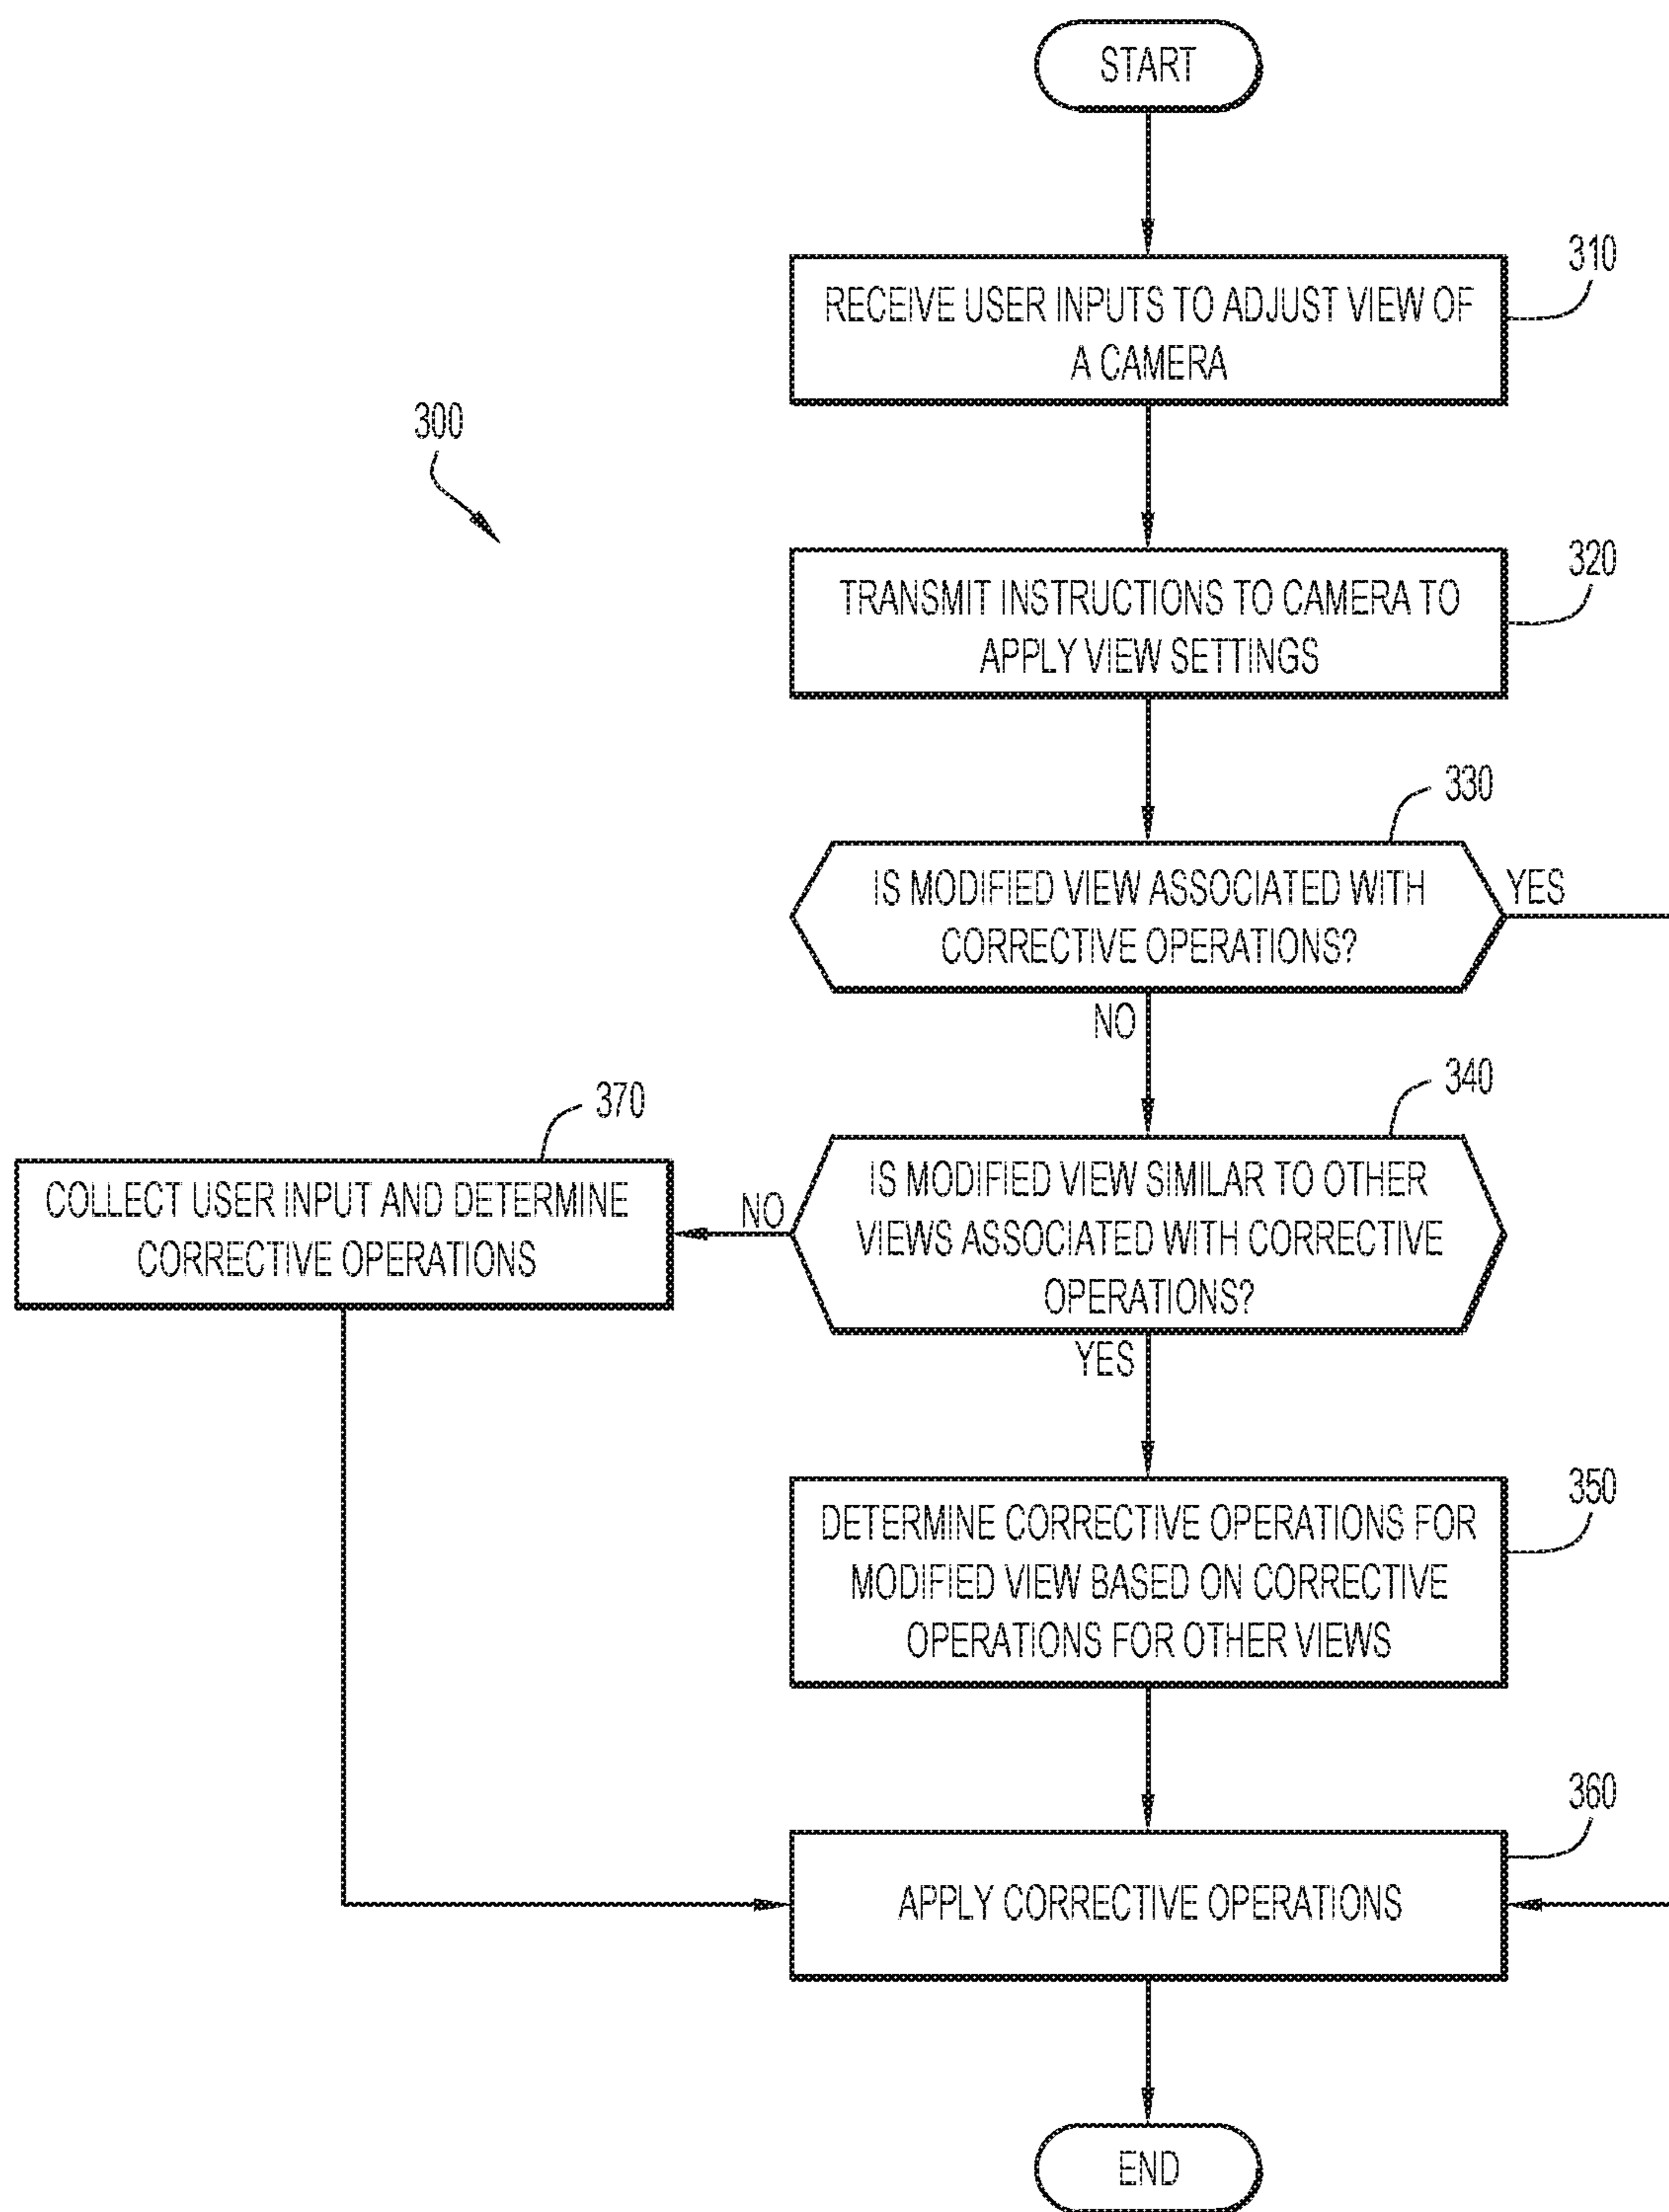 START
310
RECEIVE USER INPUTS TO ADJUST VIEW OF
A CAMERA
300
320
TRANSMIT INSTRUCTIONS TO CAMERA TO
APPLY VIEW SETTINGS
330
IS MODIFIED VIEW ASSOCIATED WITH
CORRECTIVE OPERATIONS?
YES
NO
340
IS MODIFIED VIEW SIMILAR TO OTHER
VIEWS ASSOCIATED WITH CORRECTIVE
OPERATIONS?
NO
370
COLLECT USER INPUT AND DETERMINE
CORRECTIVE OPERATIONS
YES
350
DETERMINE CORRECTIVE OPERATIONS FOR
MODIFIED VIEW BASED ON CORRECTIVE
OPERATIONS FOR OTHER VIEWS
360
APPLY CORRECTIVE OPERATIONS
END